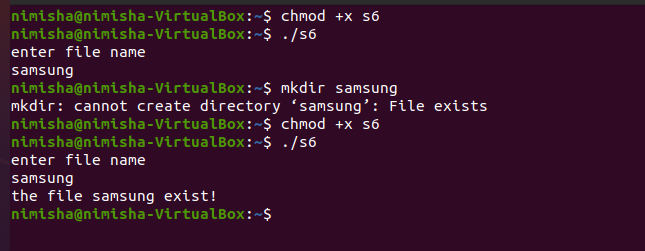 nimisha@nimisha-VirtualBox:~$ chmod +x s6
nimisha@nimisha-VirtualBox:~$ ./s6
enter file name
samsung
nimisha@nimisha-VirtualBox:~$ mkdir samsung
mkdir: cannot create directory ‘samsung’: File exists
nimisha@nimisha-VirtualBox:~$ chmod +x s6
nimisha@nimisha-VirtualBox:~$ ./s6
enter file name
samsung
the file samsung exist!
nimisha@nimisha-VirtualBox:~$